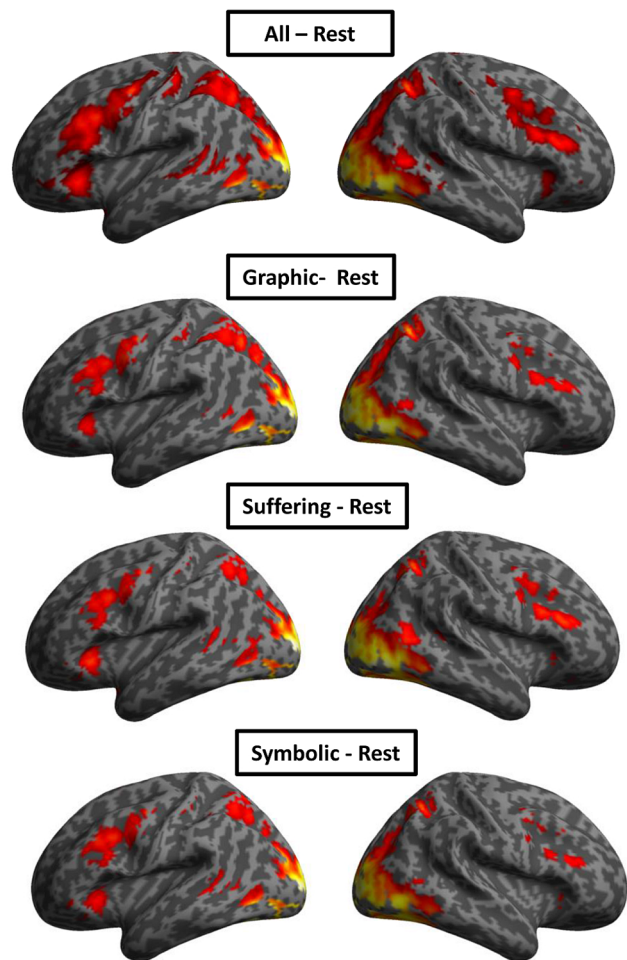 All – Rest
Graphic-  Rest
Suffering - Rest
Symbolic - Rest